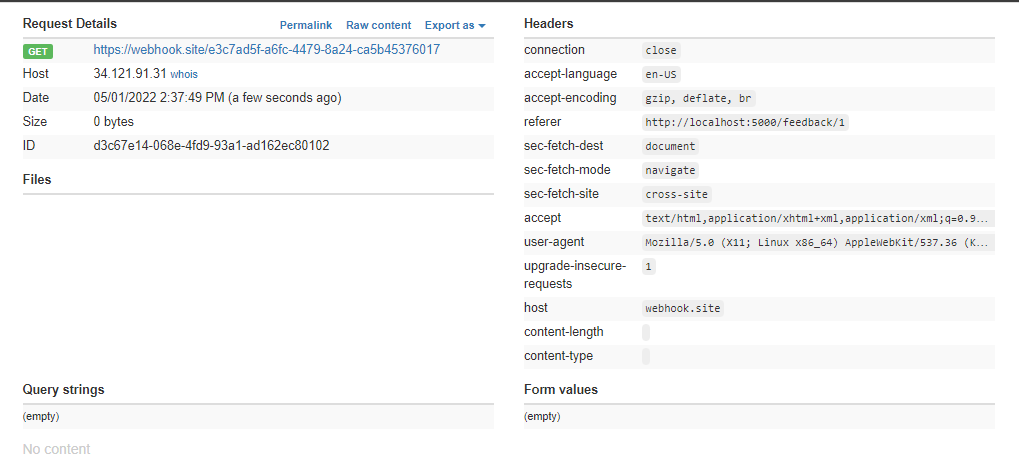 Request Details Permalink Raw content Export as
GET https://webhook.site/e3c7ad5f-a6fc-4479-8a24-ca5b45376017
Host 34.121.91.31 whois
Date 05/01/2022 2:37:49 PM (a few seconds ago)
Size 0 bytes
ID d3c67e14-068e-4fd9-93a1-ad162ec80102
Files
Headers
connection close
accept-language en-US
accept-encoding gzip, deflate, br
referer http://localhost:5000/feedback/1
sec-fetch-dest document
sec-fetch-mode navigate
sec-fetch-site cross-site
accept text/html,application/xhtml+xml,application/xml;q=0.9...
user-agent Mozilla/5.0 (X11; Linux x86_64) AppleWebKit/537.36 (K...
upgrade-insecure-
requests 1
host webhook.site
content-length
content-type
Query strings
(empty)
Form values
(empty)
No content